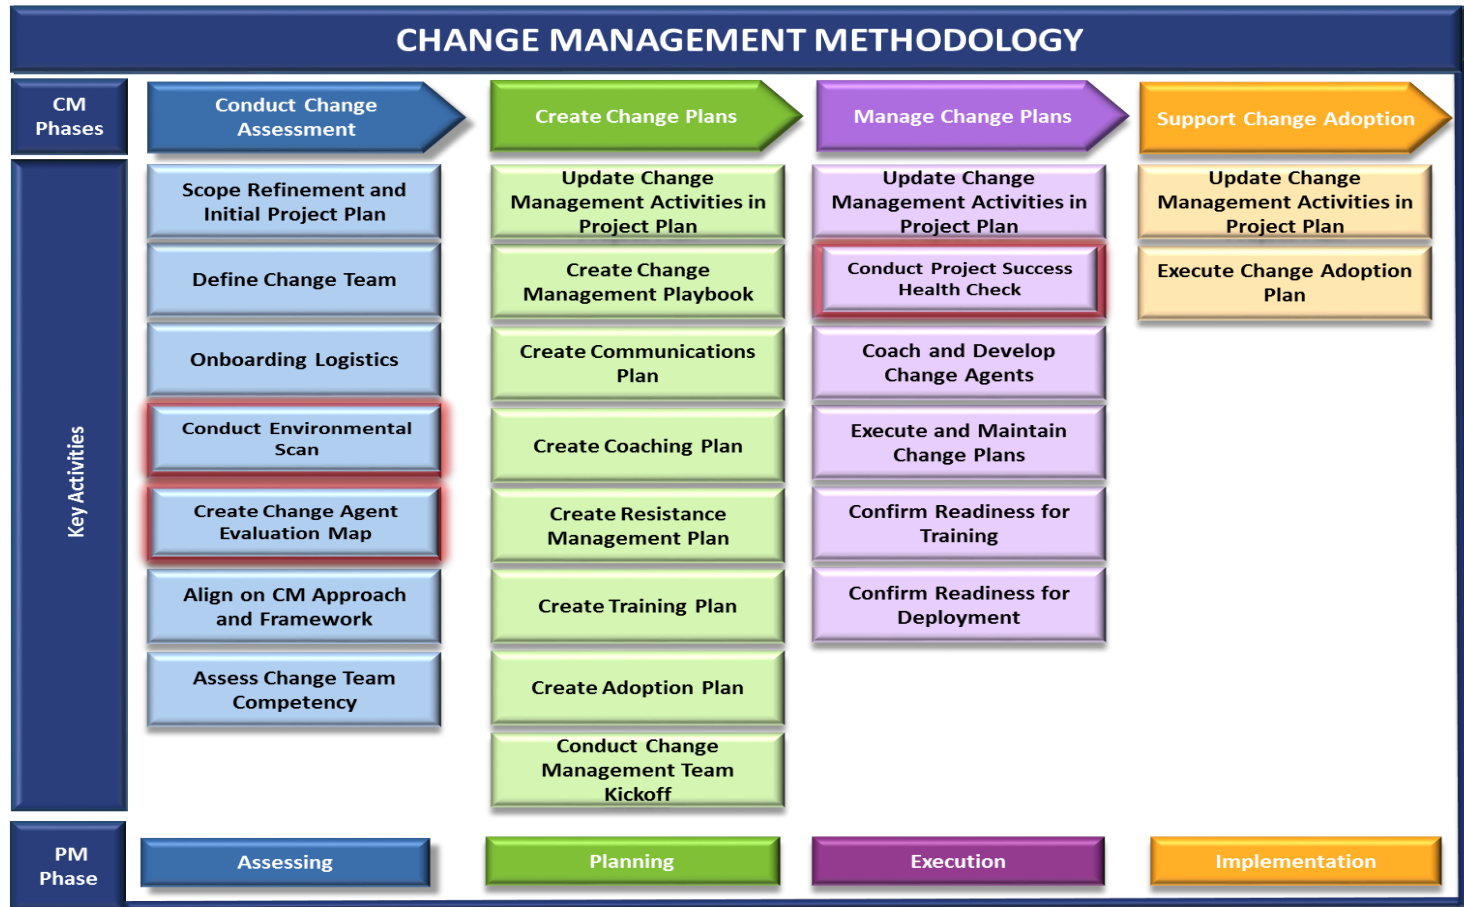 CHANGE MANAGEMENT METHODOLOGY
CM
Phases
Conduct Change
Assessment
Create Change Plans
Manage Change Plans
Support Change Adoption
Key Activities
Scope Refinement and
Initial Project Plan
Define Change Team
Onboarding Logistics
Conduct Environmental
Scan
Create Change Agent
Evaluation Map
Align on CM Approach
and Framework
Assess Change Team
Competency
Update Change
Management Activities in
Project Plan
Create Change
Management Playbook
Create Communications
Plan
Create Coaching Plan
Create Resistance
Management Plan
Create Training Plan
Create Adoption Plan
Conduct Change
Management Team
Kickoff
Update Change
Management Activities in
Project Plan
Conduct Project Success
Health Check
Coach and Develop
Change Agents
Execute and Maintain
Change Plans
Confirm Readiness for
Training
Confirm Readiness for
Deployment
Update Change
Management Activities in
Project Plan
Execute Change Adoption
Plan
PM
Phase
Assessing
Planning
Execution
Implementation